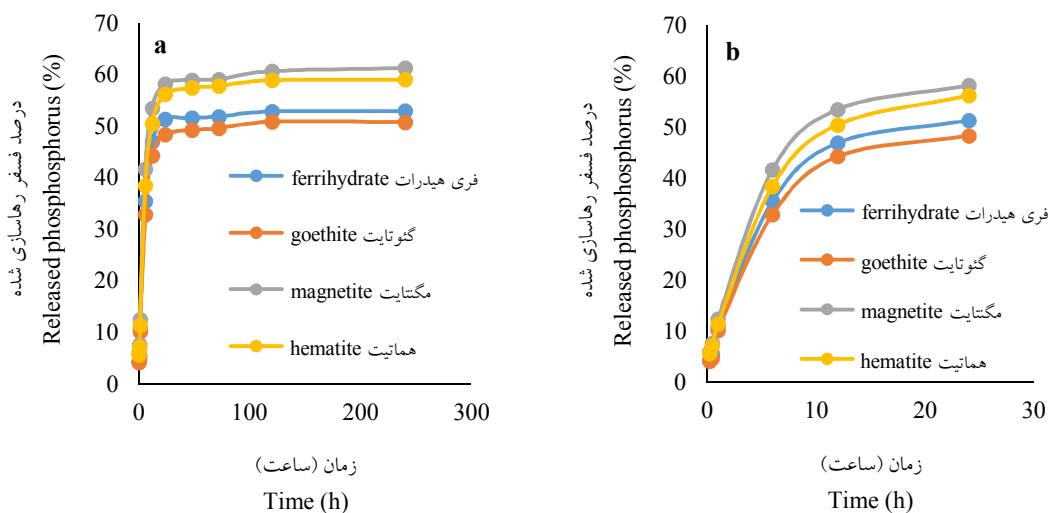 a
درصد فسفر رهاسازی شده
Released phosphorus (%)
70
60
50
40
30
20
10
0
ferrihydrate فری هیدرات
goethite گئوتایت
magnetite مگنتایت
hematite هماتیت
0 100 200 300
زمان (ساعت)
Time (h)
b
درصد فسفر رهاسازی شده
Released phosphorus (%)
70
60
50
40
30
20
10
0
ferrihydrate فری هیدرات
goethite گئوتایت
magnetite مگنتایت
hematite هماتیت
0 10 20 30
زمان (ساعت)
Time (h)